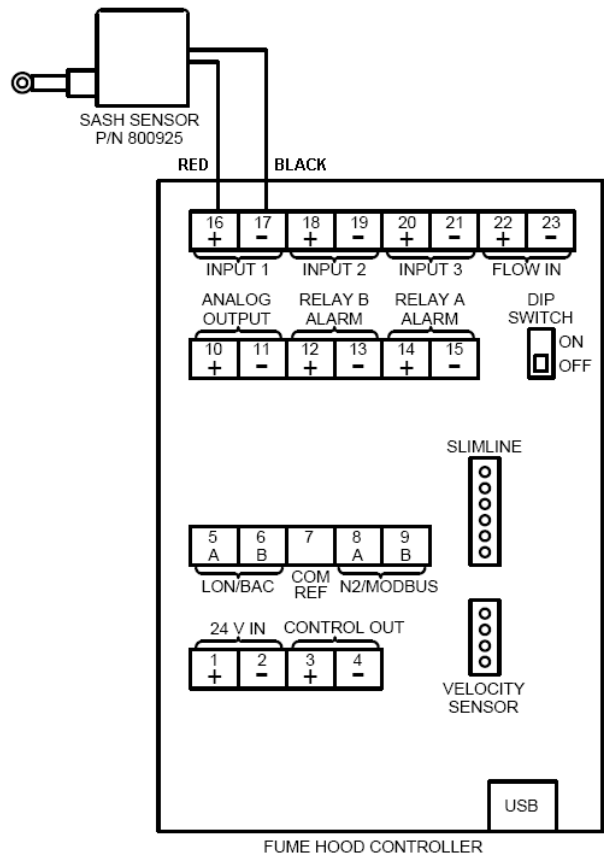 SASH SENSOR
P/N 800925
RED BLACK
16 17 18 19 20 21 22 23
+ - + - + - + -
INPUT 1 INPUT 2 INPUT 3 FLOW IN
ANALOG OUTPUT
RELAY B ALARM
RELAY A ALARM
DIP SWITCH
ON
OFF
10 11 12 13 14 15
+ - + - + -
SLIMLINE
5 6 7 8 9
A B A B
LON/BAC
COM REF
N2/MODBUS
24 V IN CONTROL OUT
1 2 3 4
+ - + -
VELOCITY
SENSOR
USB
FUME HOOD CONTROLLER